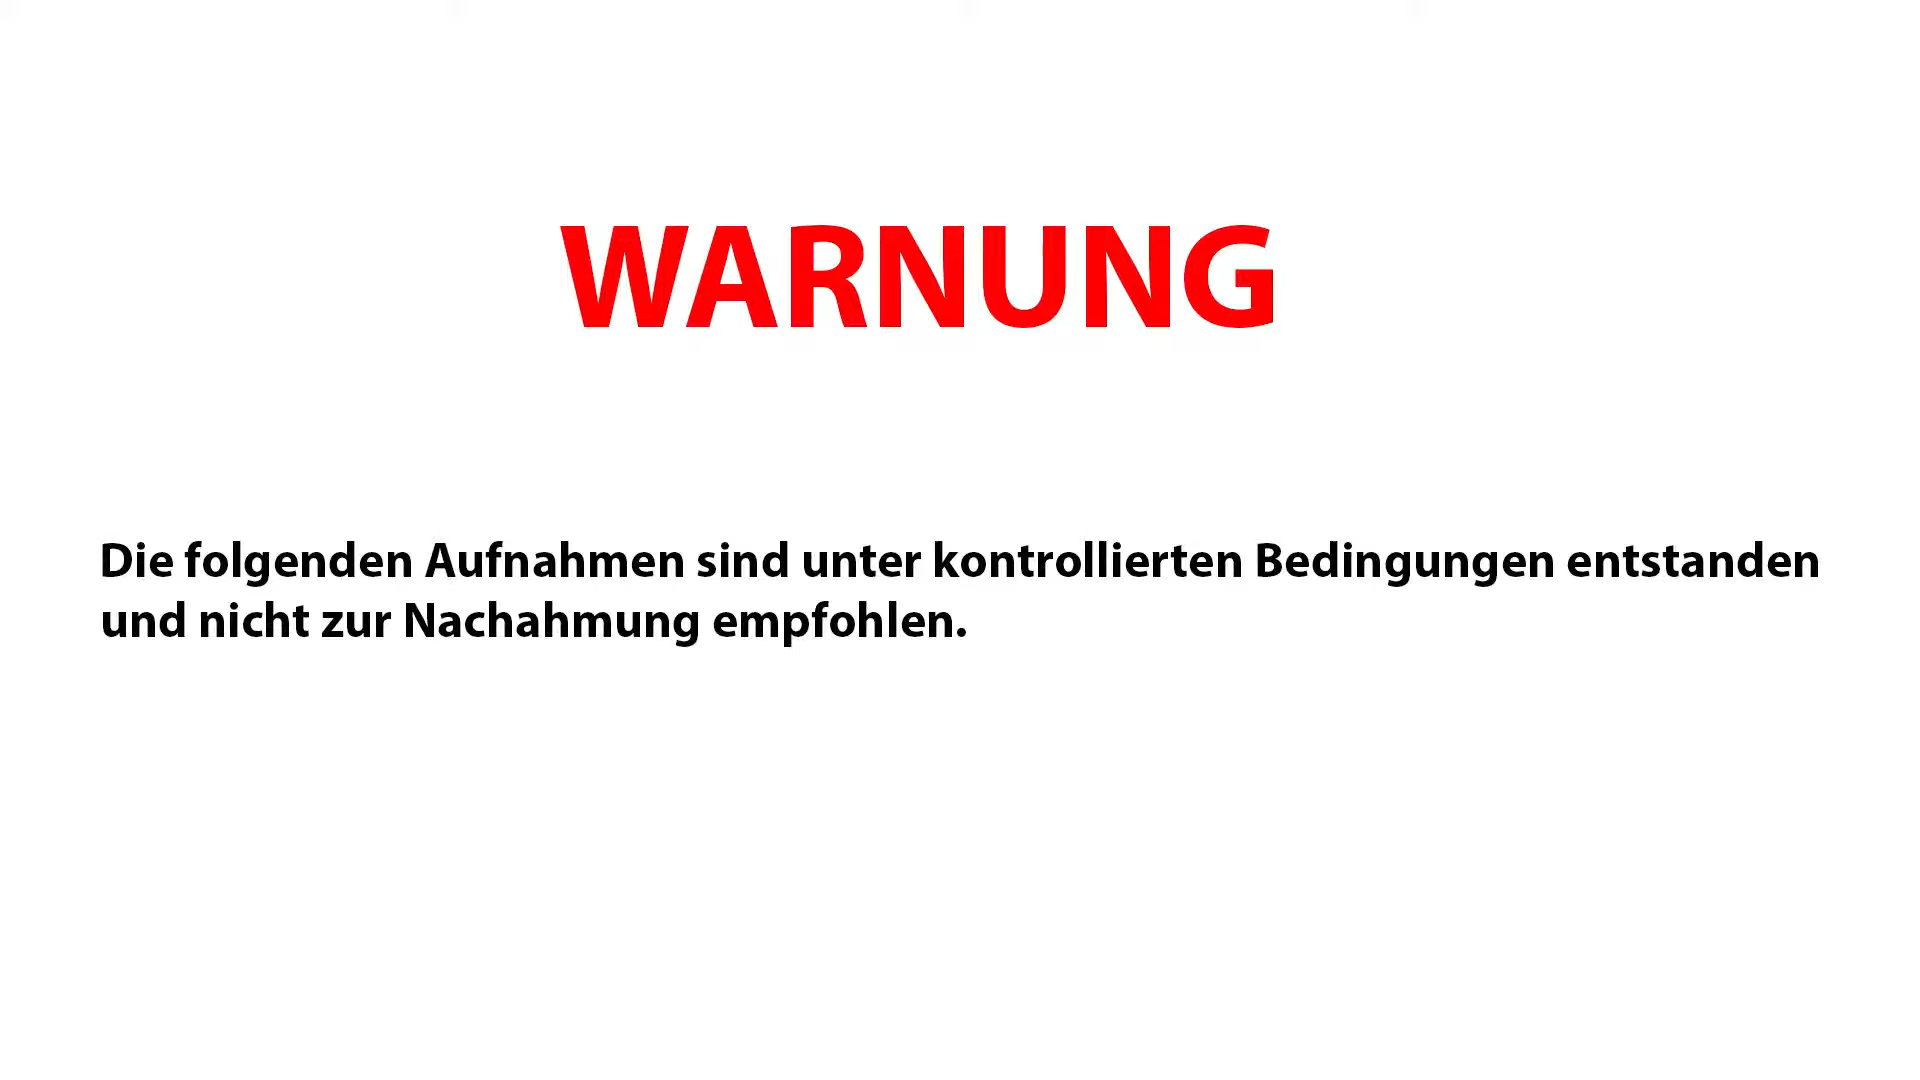 WARNUNG
Die folgenden Aufnahmen sind unter kontrollierten Bedingungen entstanden
und nicht zur Nachahmung empfohlen.